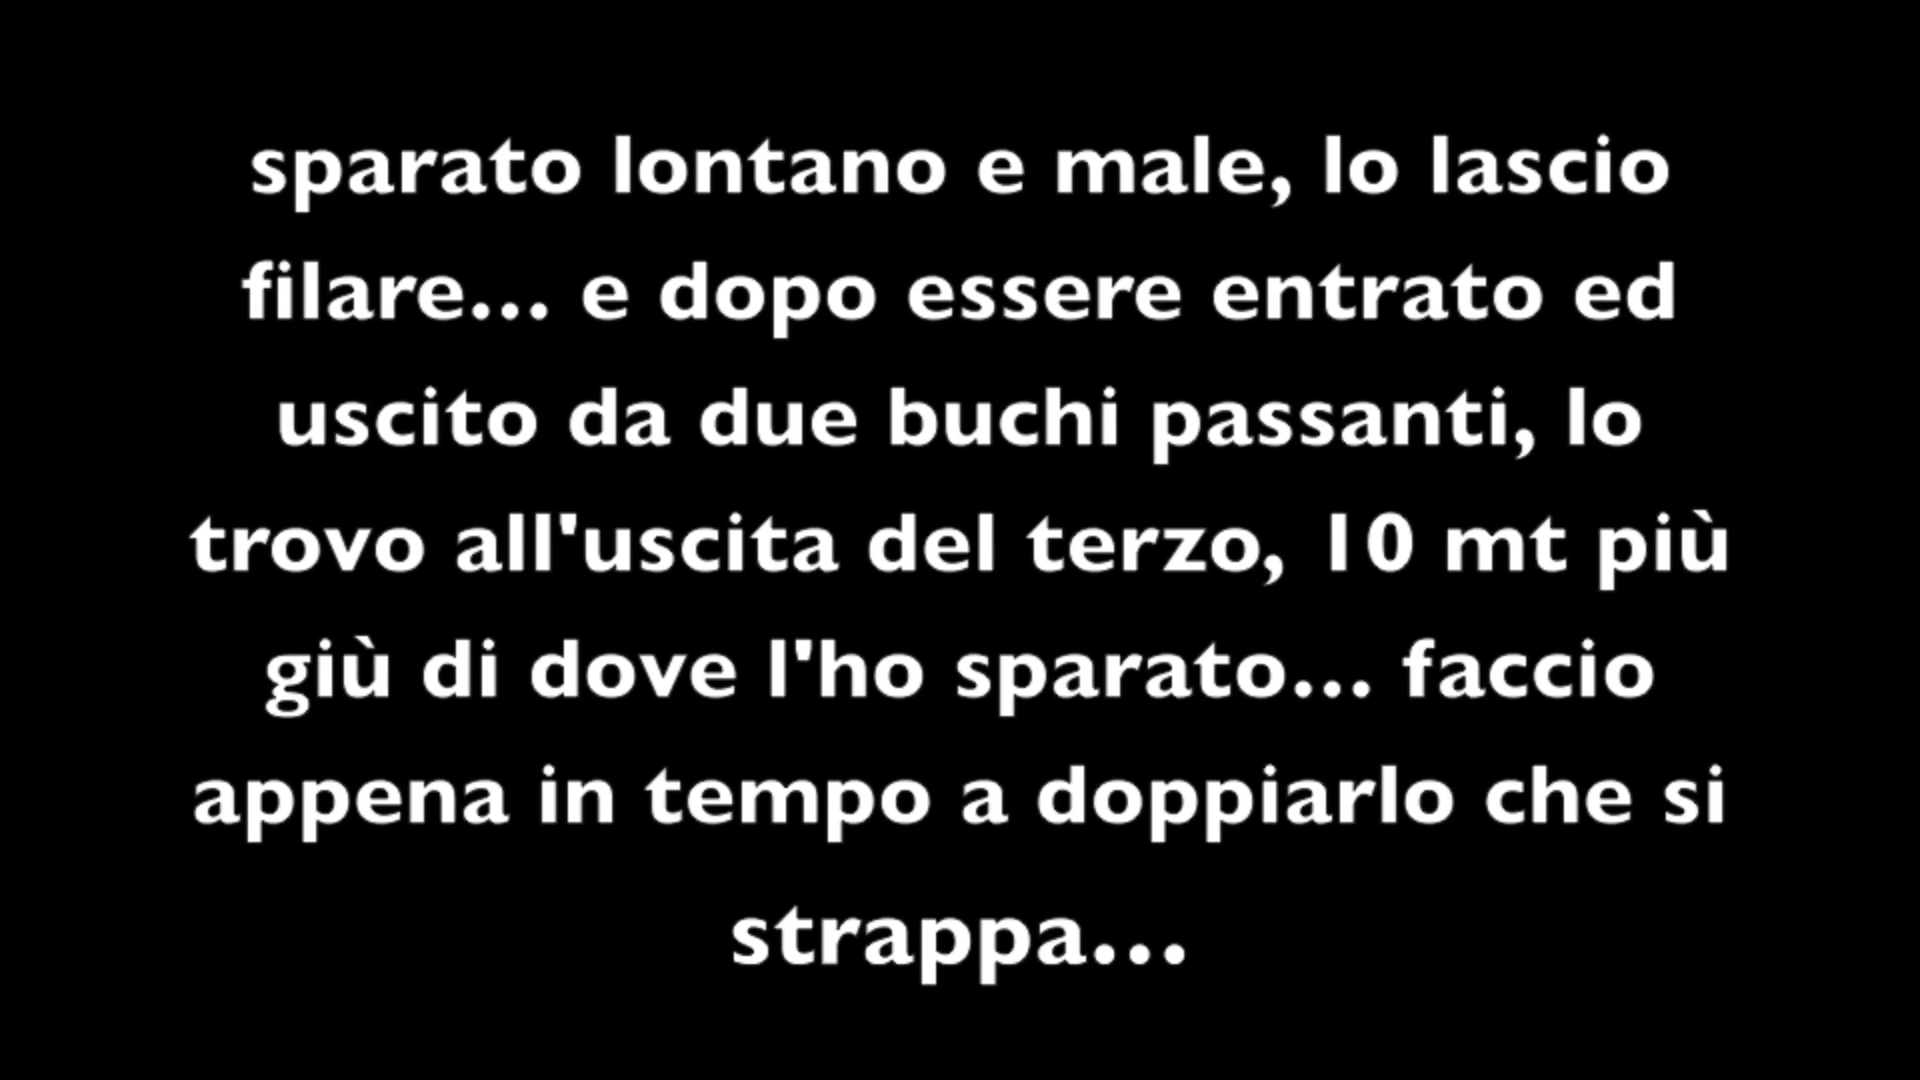 sparato lontano e male, lo lascio
filare... e dopo essere entrato ed
uscito da due buchi passanti, lo
trovo all'uscita del terzo, 10 mt più
giù di dove l'ho sparato... faccio
appena in tempo a doppiarlo che si
strappa...